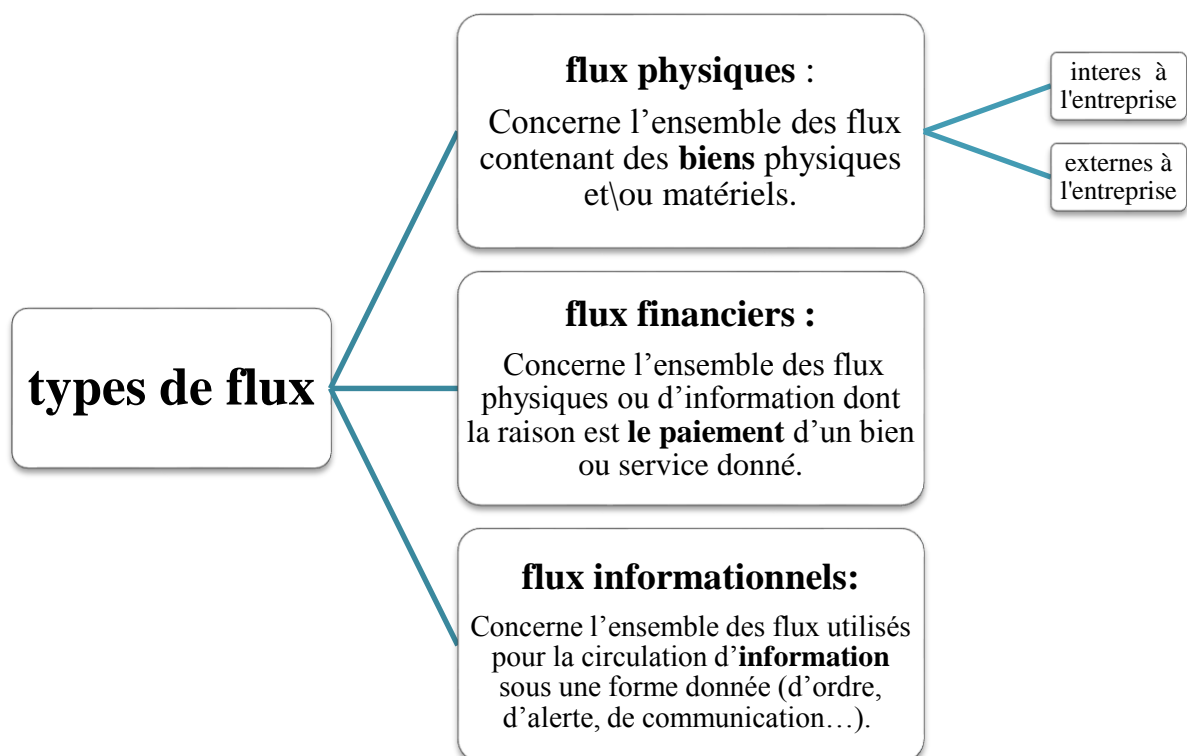 types de flux
flux physiques :
Concerne l’ensemble des flux
contenant des biens physiques
et\ou matériels.
interes à
l'entreprise
externes à
l'entreprise
flux financiers :
Concerne l’ensemble des flux
physiques ou d’information dont
la raison est le paiement d’un bien
ou service donné.
flux informationnels:
Concerne l’ensemble des flux utilisés
pour la circulation d’information
sous une forme donnée (d’ordre,
d’alerte, de communication…).